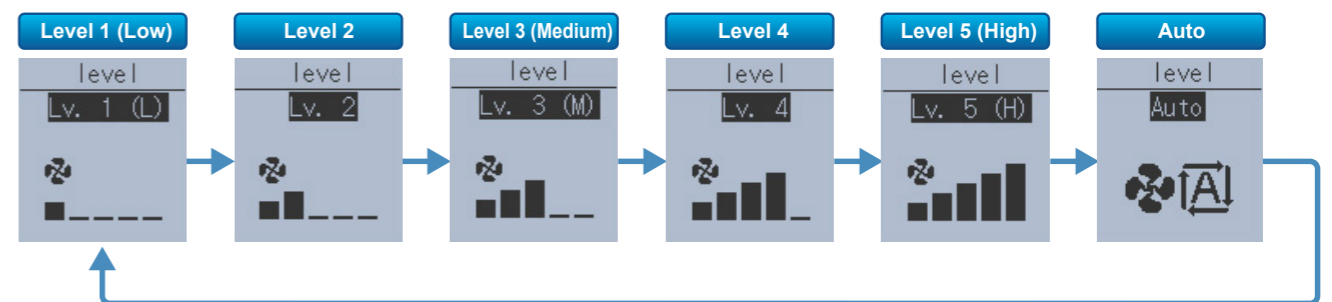 Level 1 (Low)
Level 2
Level 3 (Medium)
Level 4
Level 5 (High)
Auto
level
level
level
level
level
level
Lv. 1 (L)
Lv. 2
Lv. 3 (M)
Lv. 4
Lv. 5 (H)
Auto
A